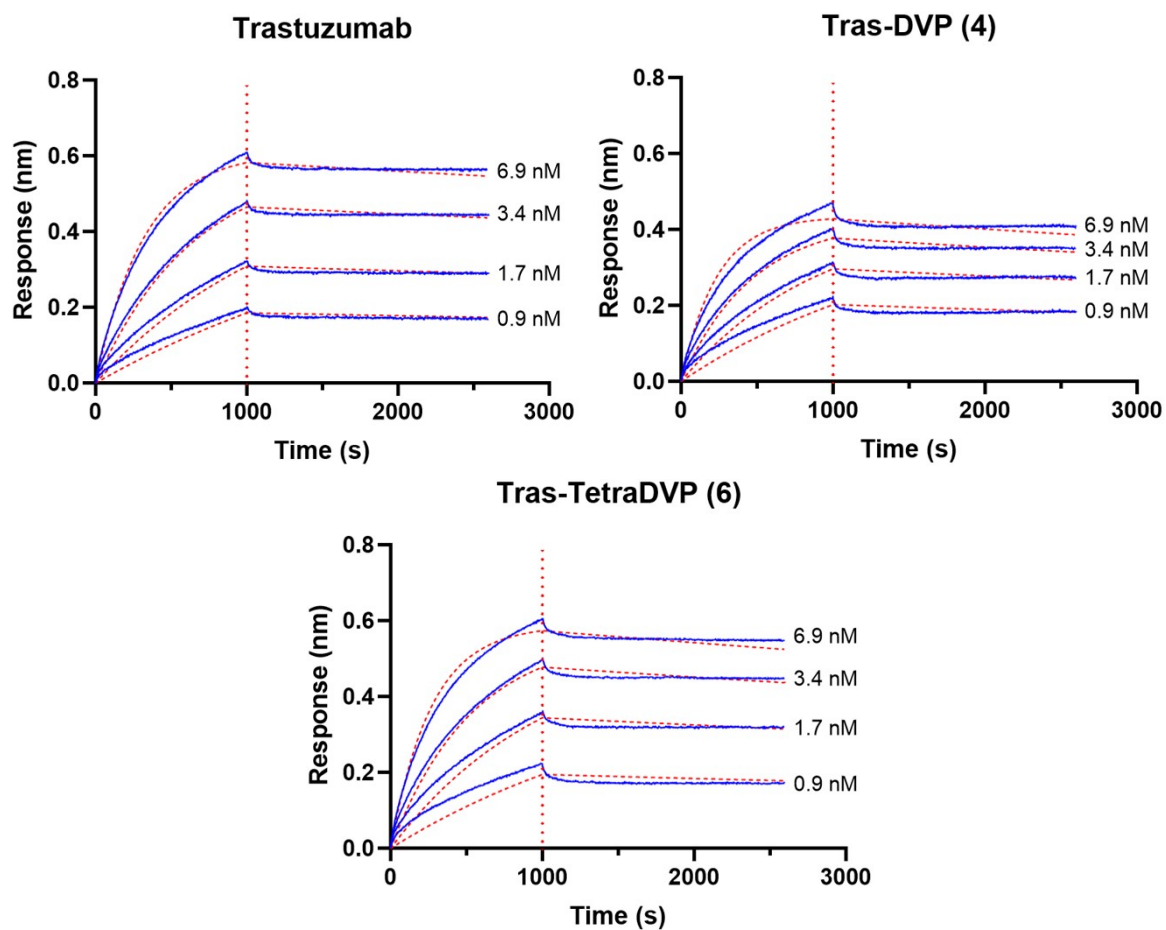 Trastuzumab
Response (nm)
0.8
0.6
0.4
0.2
0.0
6.9 nM
3.4 nM
1.7 nM
0.9 nM
0 1000 2000 3000
Time (s)
Tras-DVP (4)
Response (nm)
0.8
0.6
0.4
0.2
0.0
6.9 nM
3.4 nM
1.7 nM
0.9 nM
0 1000 2000 3000
Time (s)
Tras-TetraDVP (6)
Response (nm)
0.8
0.6
0.4
0.2
0.0
6.9 nM
3.4 nM
1.7 nM
0.9 nM
0 1000 2000 3000
Time (s)